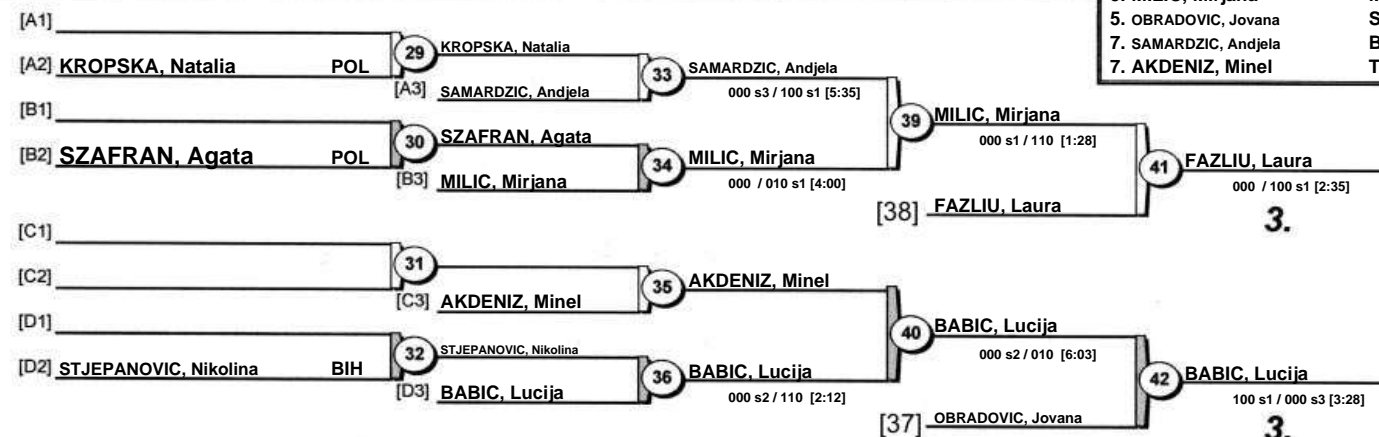 5. OBRADOVIC, Jovana S
7. SAMARDZIC, Andjela B
7. AKDENIZ, Minel T
[A1]
[A2] KROPSKA, Natalia POL
29
KROPSKA, Natalia
[A3] SAMARDZIC, Andjela
33
SAMARDZIC, Andjela
000 s3 / 100 s1 [5:35]
[B1]
[B2] SZAFRAN, Agata POL
30
SZAFRAN, Agata
[B3] MILIC, Mirjana
34
MILIC, Mirjana
000 / 010 s1 [4:00]
39
MILIC, Mirjana
000 s1 / 110 [1:28]
[38] FAZLIU, Laura
41
FAZLIU, Laura
000 / 100 s1 [2:35]
3.
[C1]
[C2]
31
[C3] AKDENIZ, Minel
35
AKDENIZ, Minel
[D1]
[D2] STJEPANOVIC, Nikolina BIH
32
STJEPANOVIC, Nikolina
[D3] BABIC, Lucija
36
BABIC, Lucija
000 s2 / 110 [2:12]
40
BABIC, Lucija
000 s2 / 010 [6:03]
[37] OBRADOVIC, Jovana
42
BABIC, Lucija
100 s1 / 000 s3 [3:28]
3.